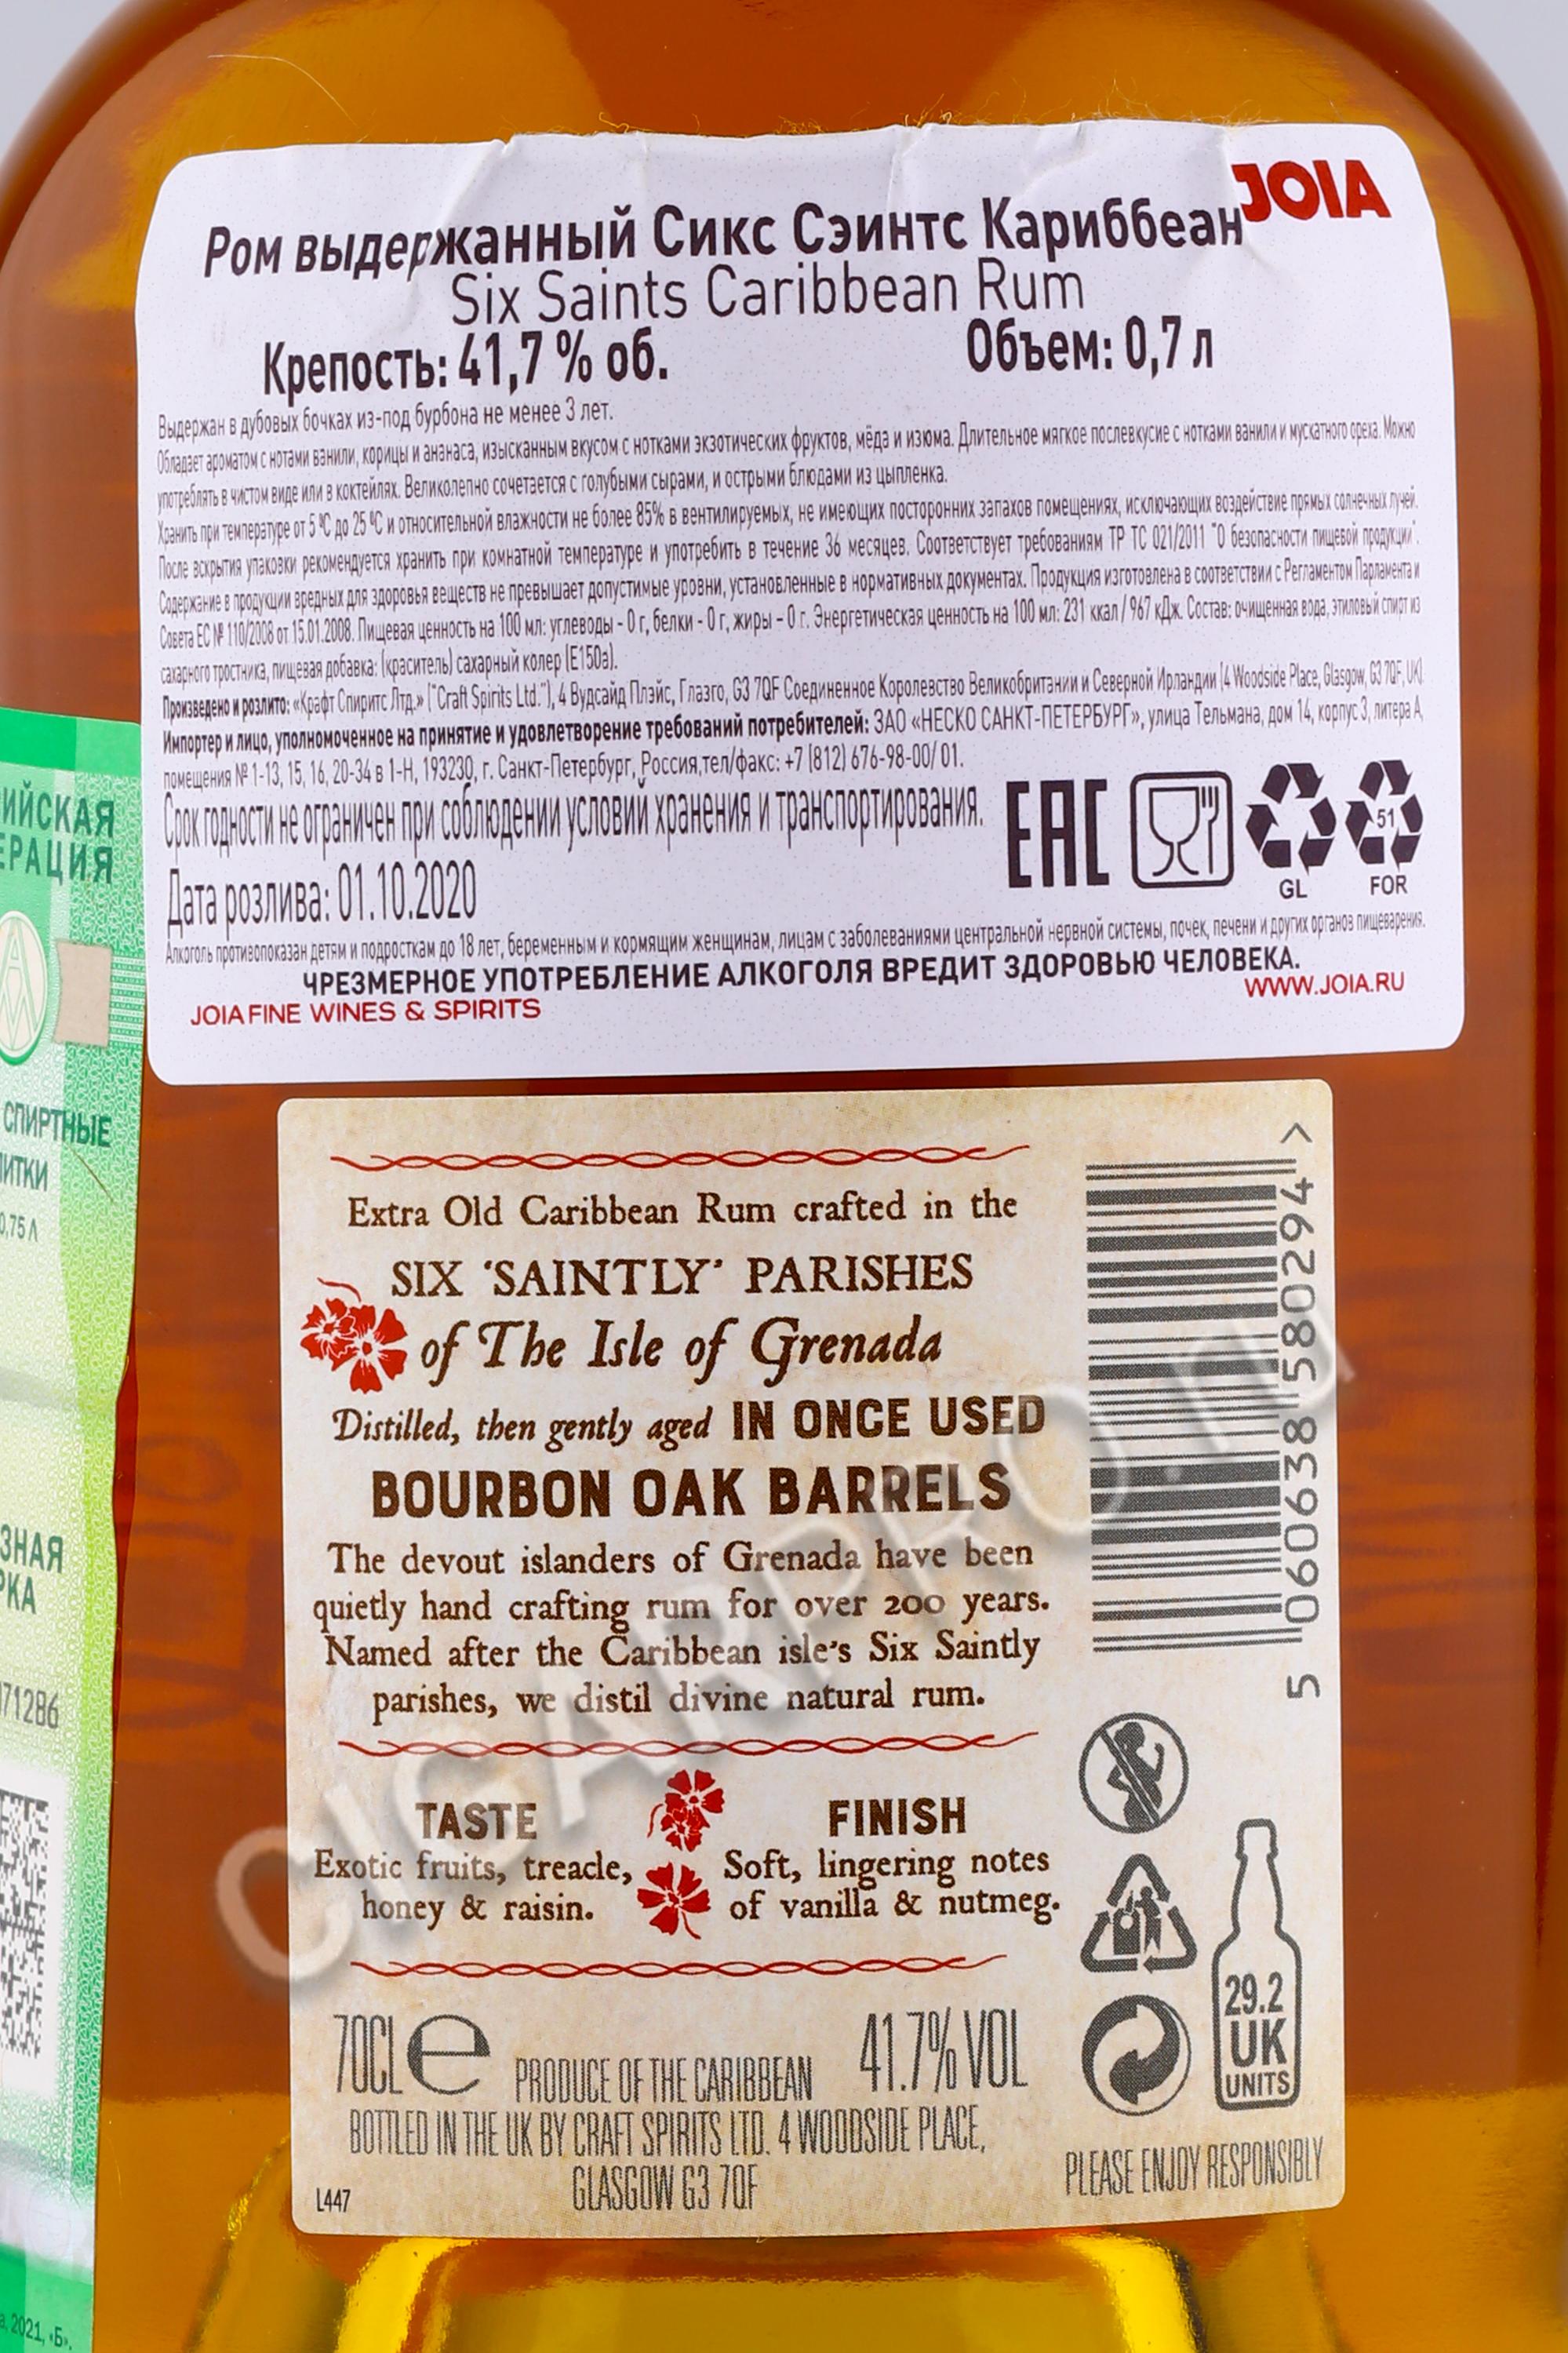 JOIA
Ром выдержанный Сикс Сэинтс Кариббеан
Six Saints Caribbean Rum
Крепость: 41,7 % об. Объем: 0,7 л
Выдержан в дубовых бочках из-под бурбона не менее 3 лет.
Обладает ароматом с нотами ванили, корицы и ананаса, изысканным вкусом с нотками экзотических фруктов, мёда и изюма. Длительное мягкое послевкусие с нотками ванили и мускатного ореха. Можно
употреблять в чистом виде или в коктейлях. Великолепно сочетается с голубыми сырами, и острыми блюдами из цыпленка.
Хранить при температуре от 5 °С до 25 °С и относительной влажности не более 85% в вентилируемых, не имеющих посторонних запахов помещениях, исключающих воздействие прямых солнечных лучей.
После вскрытия упаковки рекомендуется хранить при комнатной температуре и употребить в течение 36 месяцев. Соответствует требованиям ТР ТС 021/2011 "О безопасности пищевой продукции".
Содержание в продукции вредных для здоровья веществ не превышает допустимые уровни, установленные в нормативных документах. Продукция изготовлена в соответствии с Регламентом Парламента и
Совета ЕС № 110/2008 от 15.01.2008. Пищевая ценность на 100 мл: углеводы - 0 г, белки - 0 г, жиры - 0 г. Энергетическая ценность на 100 мл: 231 ккал / 967 кДж. Состав: очищенная вода, этиловый спирт из
сахарного тростника, пищевая добавка: (краситель) сахарный колер (Е150а).
Произведено и розлито: «Крафт Спиритс Лтд.» ("Craft Spirits Ltd."), 4 Вудсайд Плэйс, Глазго, G3 7QF Соединенное Королевство Великобритании и Северной Ирландии (4 Woodside Place, Glasgow, G3 7QF, UK).
Импортер и лицо, уполномоченное на принятие и удовлетворение требований потребителей: ЗАО «НЕСКО САНКТ-ПЕТЕРБУРГ», улица Тельмана, дом 14, корпус 3, литера А,
помещения № 1-13, 15, 16, 20-34 в 1-Н, 193230, г. Санкт-Петербург, Россия,тел/факс: +7 (812) 676-98-00/ 01.
Срок годности не ограничен при соблюдении условий хранения и транспортирования.
EAC
51
GL FOR
Дата розлива: 01.10.2020
Алкоголь противопоказан детям и подросткам до 18 лет, беременным и кормящим женщинам, лицам с заболеваниями центральной нервной системы, почек, печени и других органов пищеварения.
ЧРЕЗМЕРНОЕ УПОТРЕБЛЕНИЕ АЛКОГОЛЯ ВРЕДИТ ЗДОРОВЬЮ ЧЕЛОВЕКА.
JOIA FINE WINES & SPIRITS WWW.JOIA.RU
ИЙСКАЯ
ЕРАЦИЯ
СПИРТНЫЕ
ИТКИ
0,75 Л
ЗНАЯ
РКА
71286
а, 2021, «Б».
Extra Old Caribbean Rum crafted in the
SIX 'SAINTLY' PARISHES
of The Isle of Grenada
Distilled, then gently aged IN ONCE USED
BOURBON OAK BARRELS
The devout islanders of Grenada have been
quietly hand crafting rum for over 200 years.
Named after the Caribbean isle's Six Saintly
parishes, we distil divine natural rum.
TASTE
Exotic fruits, treacle,
honey & raisin.
FINISH
Soft, lingering notes
of vanilla & nutmeg.
70CL e PRODUCE OF THE CARIBBEAN 41.7% VOL
BOTTLED IN THE UK BY CRAFT SPIRITS LTD. 4 WOODSIDE PLACE,
GLASGOW G3 7QF
L447
5 060638 580294 >
29.2
UK
UNITS
PLEASE ENJOY RESPONSIBLY
CIGARPRO.RU